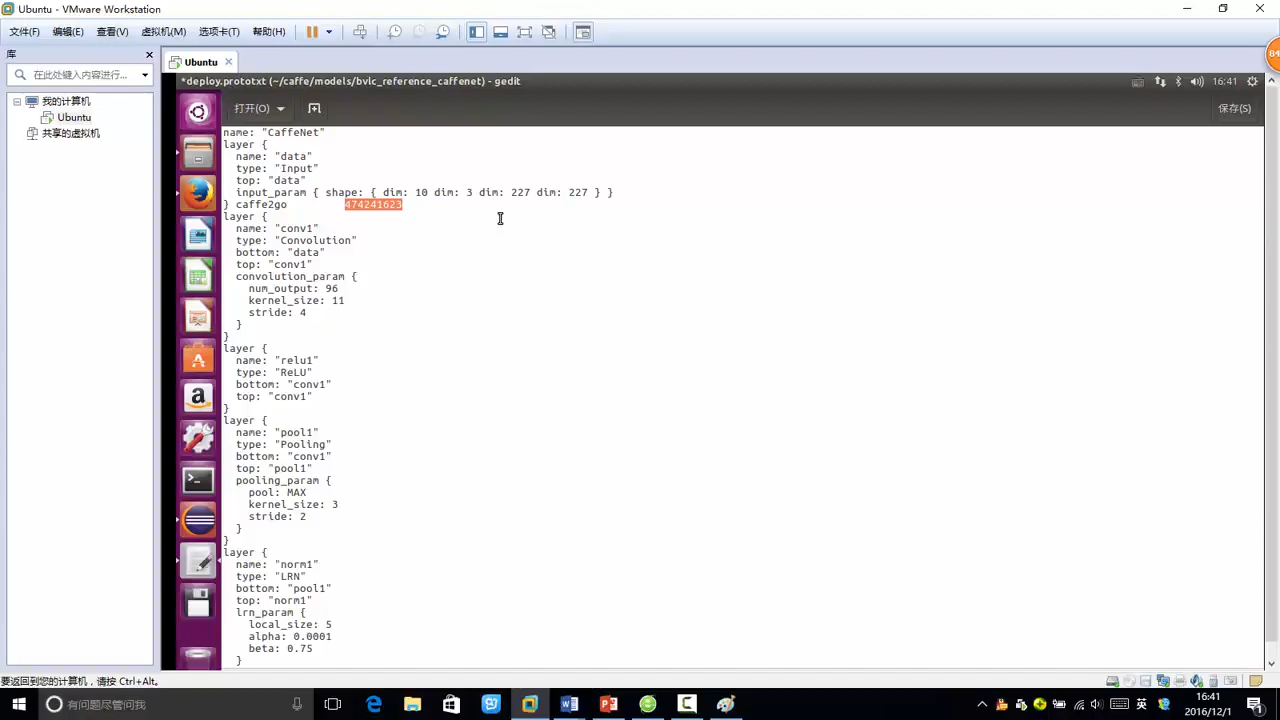 Ubuntu - VMware Workstation
文件(F) 编辑(E) 查看(V) 虚拟机(M) 选项卡(T) 帮助(H)
库
在此处键入内容进行...
我的计算机
Ubuntu
共享的虚拟机
Ubuntu
84
*deploy.prototxt (~/caffe/models/bvlc_reference_caffenet) - gedit
16:41
打开(O)
保存(S)
name: "CaffeNet"
layer {
name: "data"
type: "Input"
top: "data"
input_param { shape: { dim: 10 dim: 3 dim: 227 dim: 227 } }
} caffe2go 474241623
layer {
name: "conv1"
type: "Convolution"
bottom: "data"
top: "conv1"
convolution_param {
num_output: 96
kernel_size: 11
stride: 4
}
}
layer {
name: "relu1"
type: "ReLU"
bottom: "conv1"
top: "conv1"
}
layer {
name: "pool1"
type: "Pooling"
bottom: "conv1"
top: "pool1"
pooling_param {
pool: MAX
kernel_size: 3
stride: 2
}
}
layer {
name: "norm1"
type: "LRN"
bottom: "pool1"
top: "norm1"
lrn_param {
local_size: 5
alpha: 0.0001
beta: 0.75
}
要返回到您的计算机，请按 Ctrl+Alt。
有问题尽管问我
英
16:41
2016/12/1